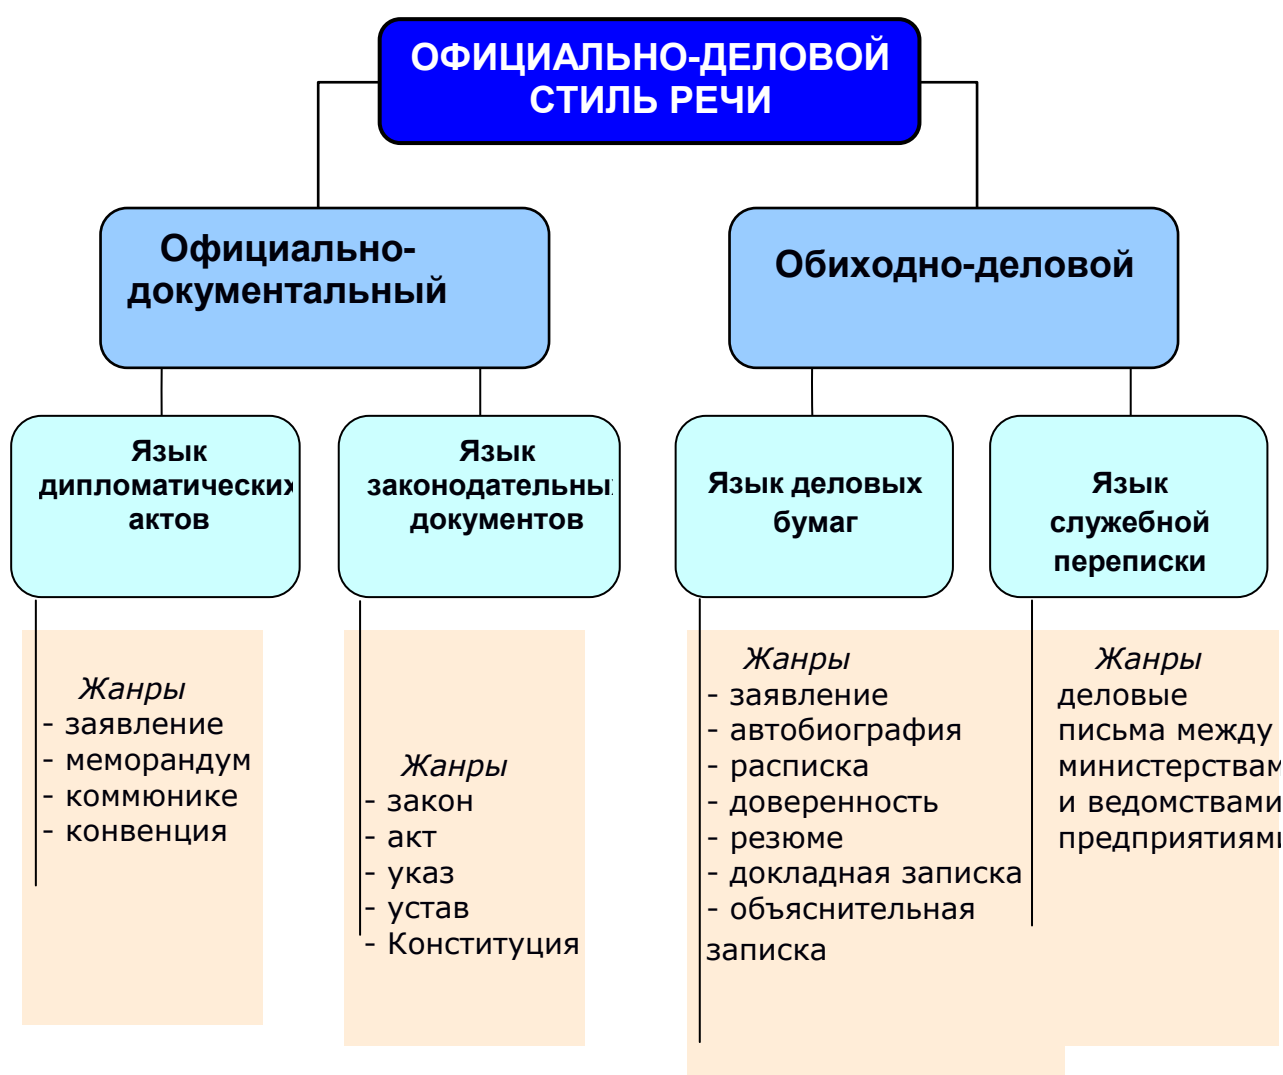 ОФИЦИАЛЬНО-ДЕЛОВОЙ
СТИЛЬ РЕЧИ
Официально-
документальный
Обиходно-деловой
Язык
дипломатических
актов
Язык
законодательны
документов
Язык деловых
бумаг
Язык
служебной
переписки
Жанры
- заявление
- меморандум
- коммюнике
- конвенция
Жанры
- закон
- акт
- указ
- устав
- Конституция
Жанры
- заявление
- автобиография
- расписка
- доверенность
- резюме
- докладная записка
- объяснительная
записка
Жанры
деловые
письма между
министерствам
и ведомствами
предприятиями